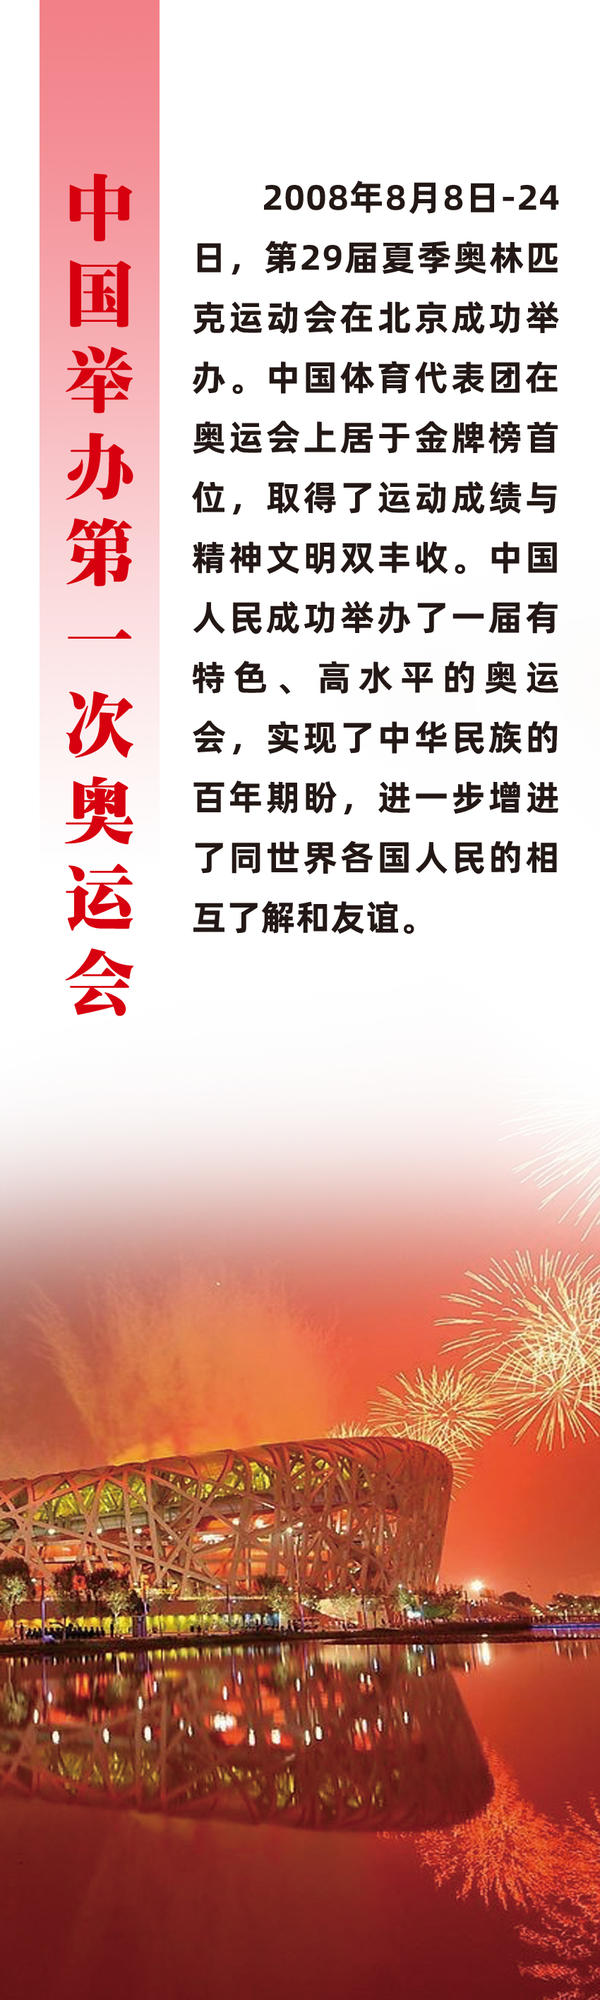 中国举办第一次奥运会
2008年8月8日-24
日，第29届夏季奥林匹
克运动会在北京成功举
办。中国体育代表团在
奥运会上居于金牌榜首
位，取得了运动成绩与
精神文明双丰收。中国
人民成功举办了一届有
特色、高水平的奥运
会，实现了中华民族的
百年期盼，进一步增进
了同世界各国人民的相
互了解和友谊。